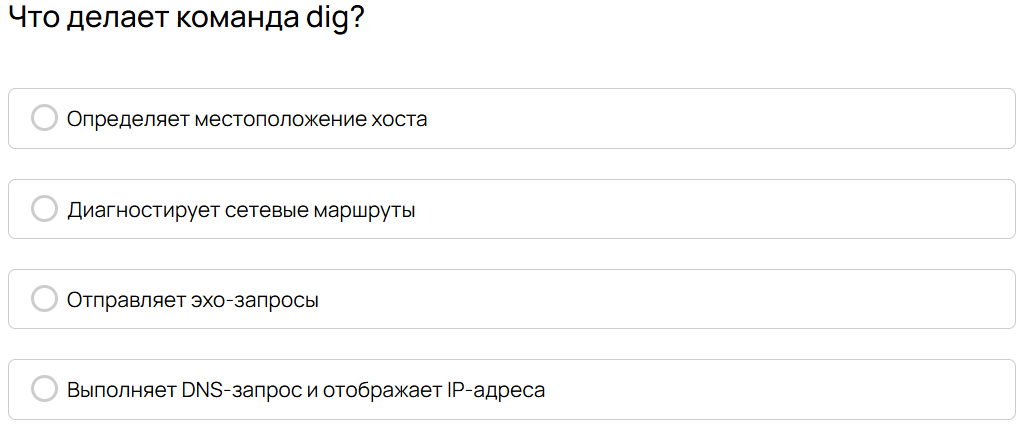 Что делает команда dig?
Определяет местоположение хоста
Диагностирует сетевые маршруты
Отправляет эхо-запросы
Выполняет DNS-запрос и отображает IP-адреса